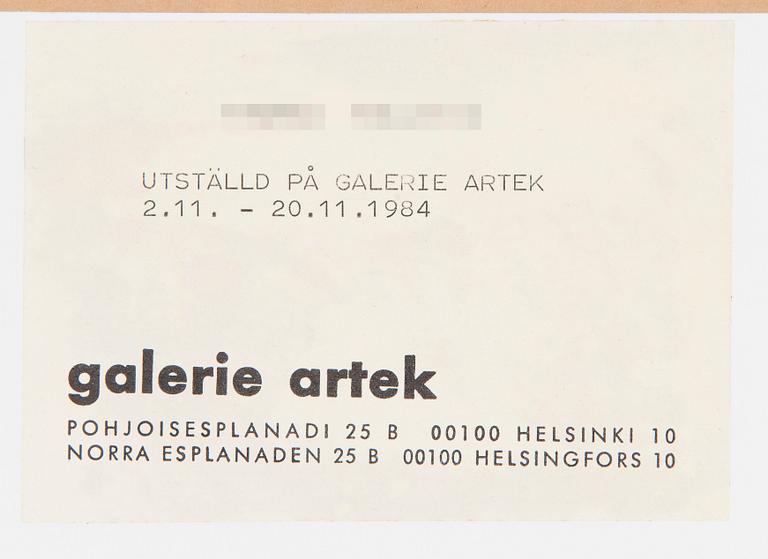 UTSTÄLLD PÅ GALERIE ARTEK
2.11. - 20.11.1984
galerie artek
POHJOISESPLANADI 25 B 00100 HELSINKI 10
NORRA ESPLANADEN 25 B 00100 HELSINGFORS 10